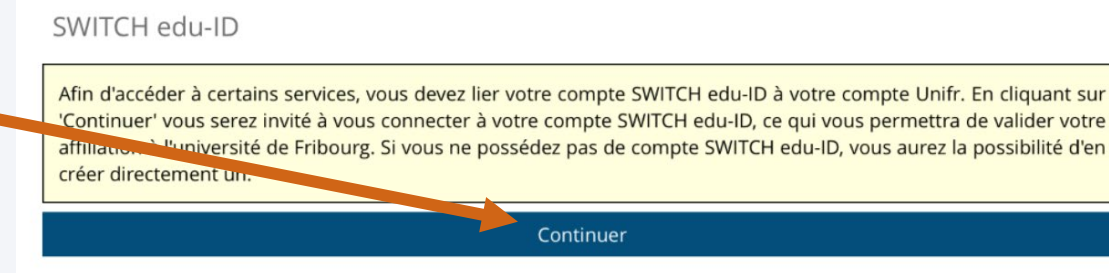 SWITCH edu-ID
Afin d'accéder à certains services, vous devez lier votre compte SWITCH edu-ID à votre compte Unifr. En cliquant sur
'Continuer' vous serez invité à vous connecter à votre compte SWITCH edu-ID, ce qui vous permettra de valider votre
affiliation à l'université de Fribourg. Si vous ne possédez pas de compte SWITCH edu-ID, vous aurez la possibilité d'en
créer directement un.
Continuer